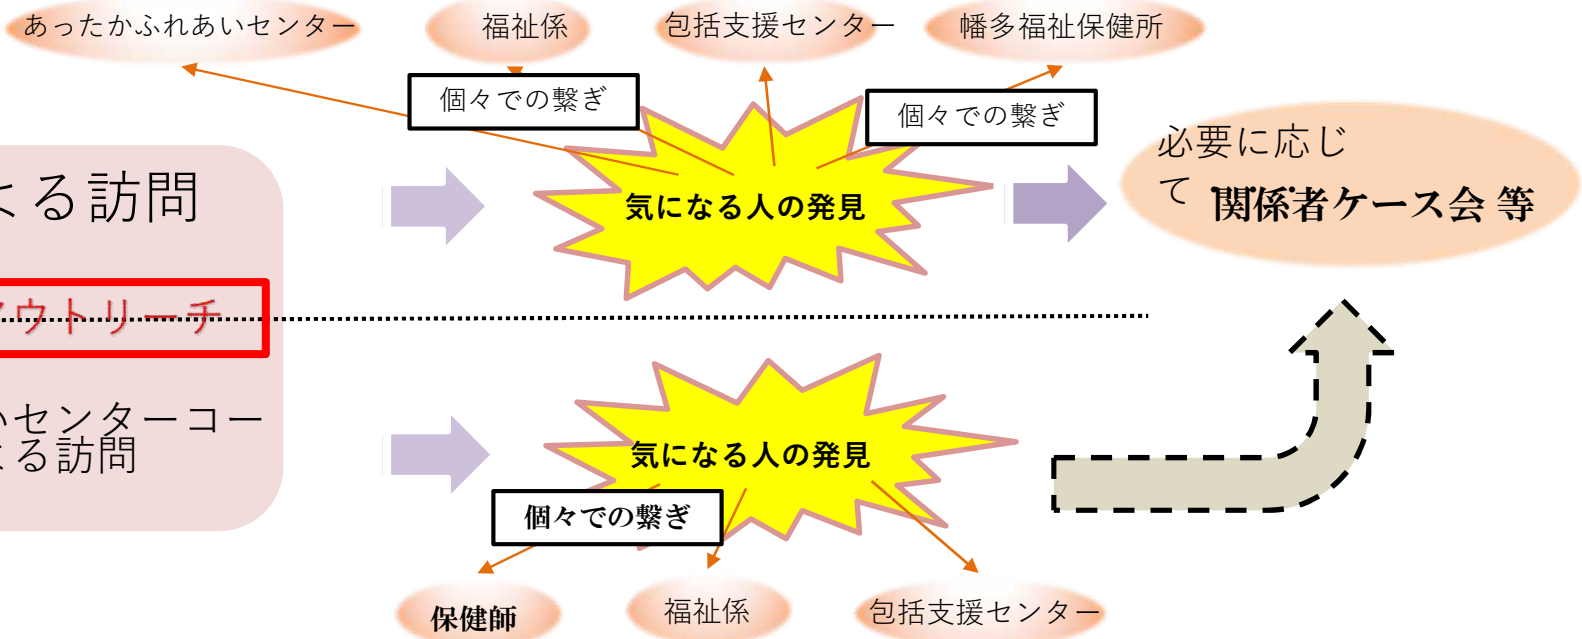 あったかふれあいセンター
福祉係
包括支援センター
幡多福祉保健所
個々での繋ぎ
個々での繋ぎ
よる訪問
気になる人の発見
必要に応じ
て 関係者ケース会 等
アウトリーチ
いセンターコー
よる訪問
気になる人の発見
個々での繋ぎ
保健師
福祉係
包括支援センター